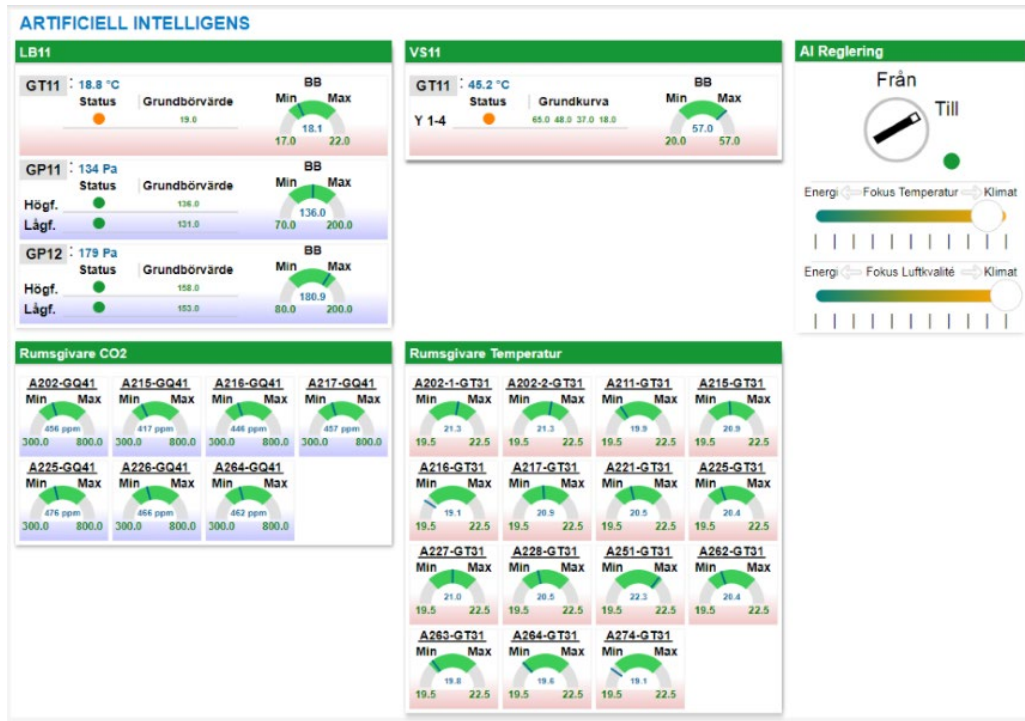 ARTIFICIELL INTELLIGENS
LB11
GT11 : 18.8 °C
Status Grundbörvärde
19.0
BB
Min Max
18.1
17.0 22.0
GP11 : 134 Pa
Status Grundbörvärde
Högf. 136.0
Lågf. 131.0
BB
Min Max
136.0
70.0 200.0
GP12 : 179 Pa
Status Grundbörvärde
Högf. 158.0
Lågf. 153.0
BB
Min Max
180.9
80.0 200.0
VS11
GT11 : 45.2 °C
Status Grundkurva
Y 1-4 65.0 48.0 37.0 18.0
BB
Min Max
57.0
20.0 57.0
AI Reglering
Från
Till
Energi Fokus Temperatur Klimat
Energi Fokus Luftkvalité Klimat
Rumsgivare CO2
A202-GQ41 A215-GQ41 A216-GQ41 A217-GQ41
Min Max Min Max Min Max Min Max
456 ppm 417 ppm 446 ppm 457 ppm
300.0 800.0 300.0 800.0 300.0 800.0 300.0 800.0
A225-GQ41 A226-GQ41 A264-GQ41
Min Max Min Max Min Max
476 ppm 466 ppm 462 ppm
300.0 800.0 300.0 800.0 300.0 800.0
Rumsgivare Temperatur
A202-1-GT31 A202-2-GT31 A211-GT31 A215-GT31
Min Max Min Max Min Max Min Max
21.3 21.3 19.9 20.9
19.5 22.5 19.5 22.5 19.5 22.5 19.5 22.5
A216-GT31 A217-GT31 A221-GT31 A225-GT31
Min Max Min Max Min Max Min Max
19.1 20.9 20.5 20.4
19.5 22.5 19.5 22.5 19.5 22.5 19.5 22.5
A227-GT31 A228-GT31 A251-GT31 A262-GT31
Min Max Min Max Min Max Min Max
21.0 20.5 22.3 20.4
19.5 22.5 19.5 22.5 19.5 22.5 19.5 22.5
A263-GT31 A264-GT31 A274-GT31
Min Max Min Max Min Max
19.8 19.6 19.1
19.5 22.5 19.5 22.5 19.5 22.5